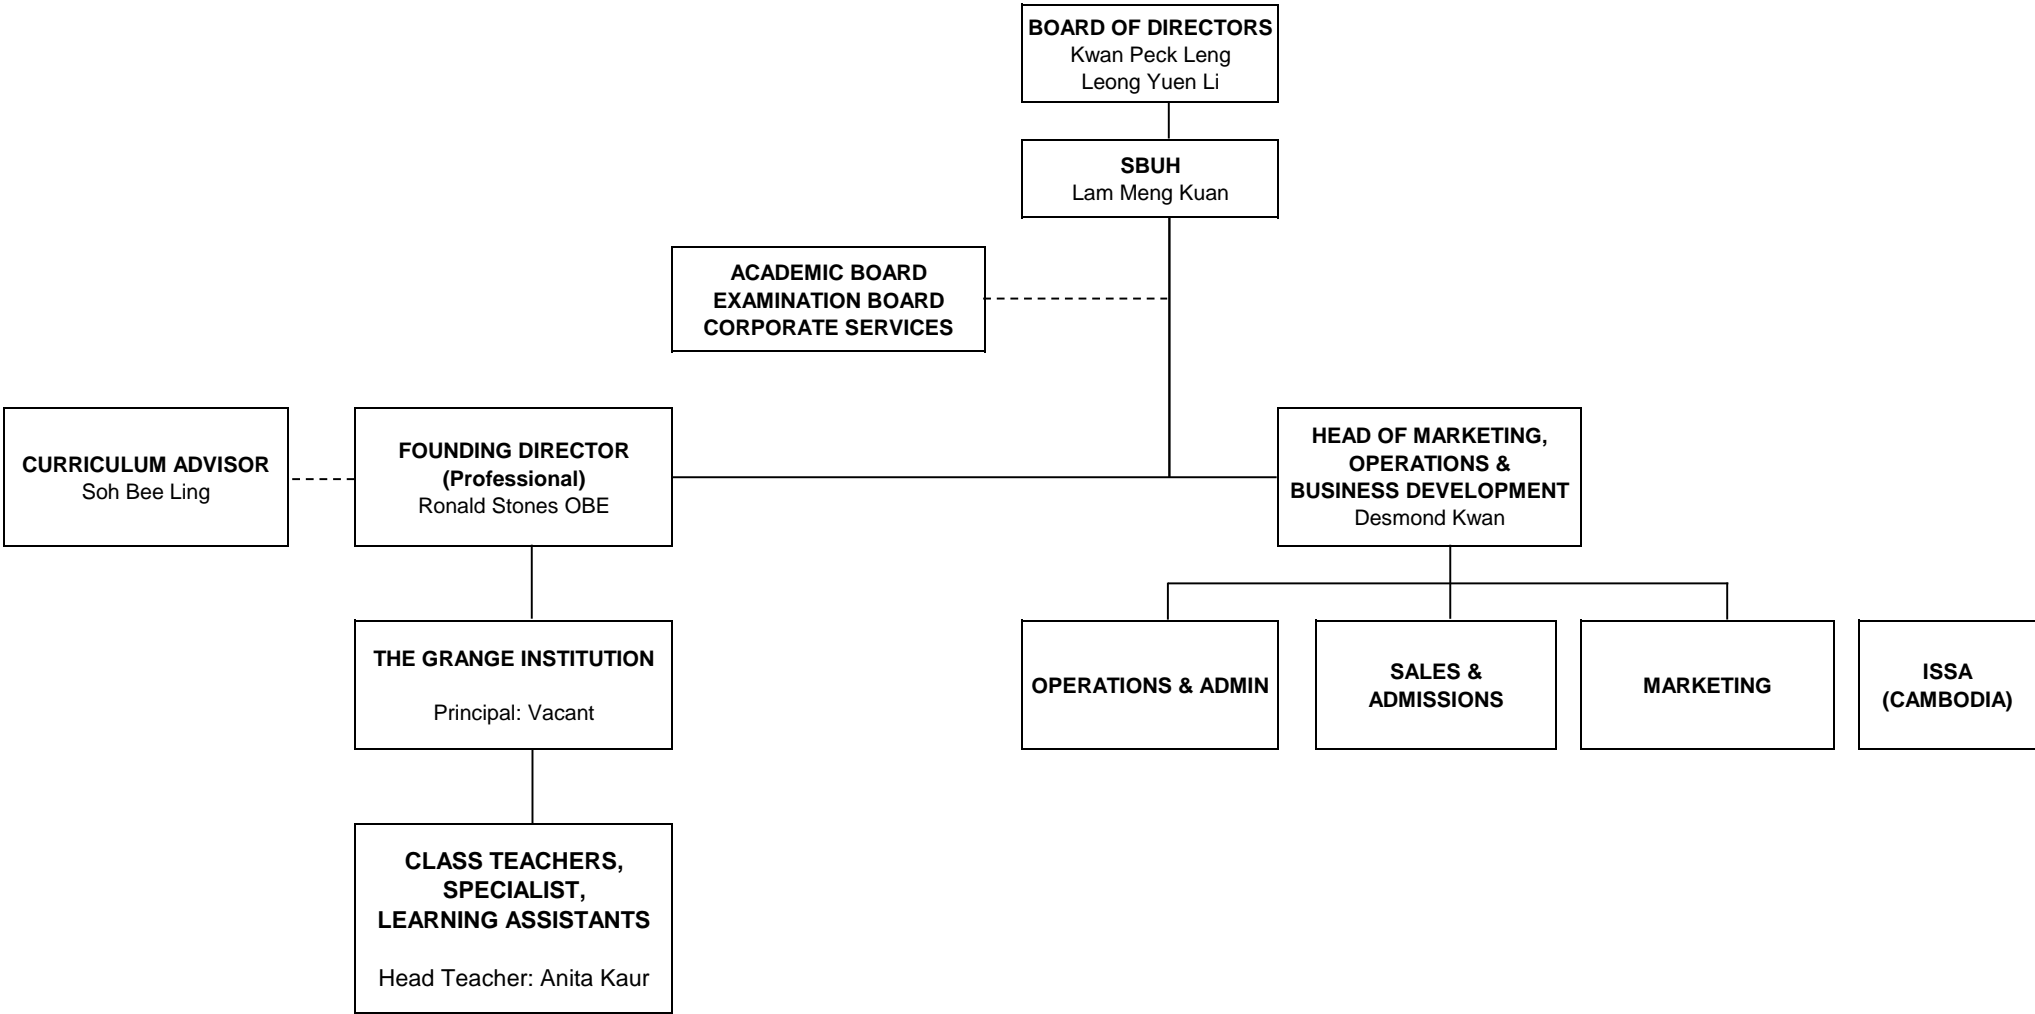 BOARD OF DIRECTORS
Kwan Peck Leng
Leong Yuen Li
SBUH
Lam Meng Kuan
ACADEMIC BOARD
EXAMINATION BOARD
CORPORATE SERVICES
CURRICULUM ADVISOR
Soh Bee Ling
FOUNDING DIRECTOR
(Professional)
Ronald Stones OBE
HEAD OF MARKETING,
OPERATIONS &
BUSINESS DEVELOPMENT
Desmond Kwan
THE GRANGE INSTITUTION
Principal: Vacant
OPERATIONS & ADMIN
SALES &
ADMISSIONS
MARKETING
ISSA
(CAMBODIA)
CLASS TEACHERS,
SPECIALIST,
LEARNING ASSISTANTS
Head Teacher: Anita Kaur